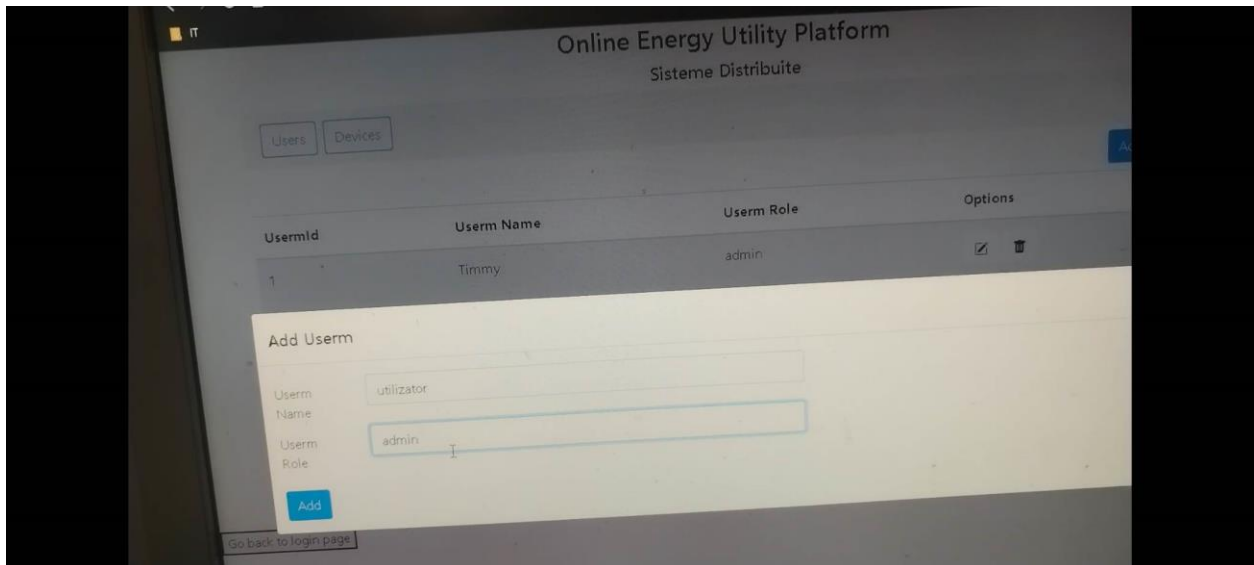 IT
Online Energy Utility Platform
Sisteme Distribuite
Users Devices
UsermId Userm Name Userm Role Options
1 Timmy admin
Add Userm
Userm Name utilizator
Userm Role admin
Add
Go back to login page